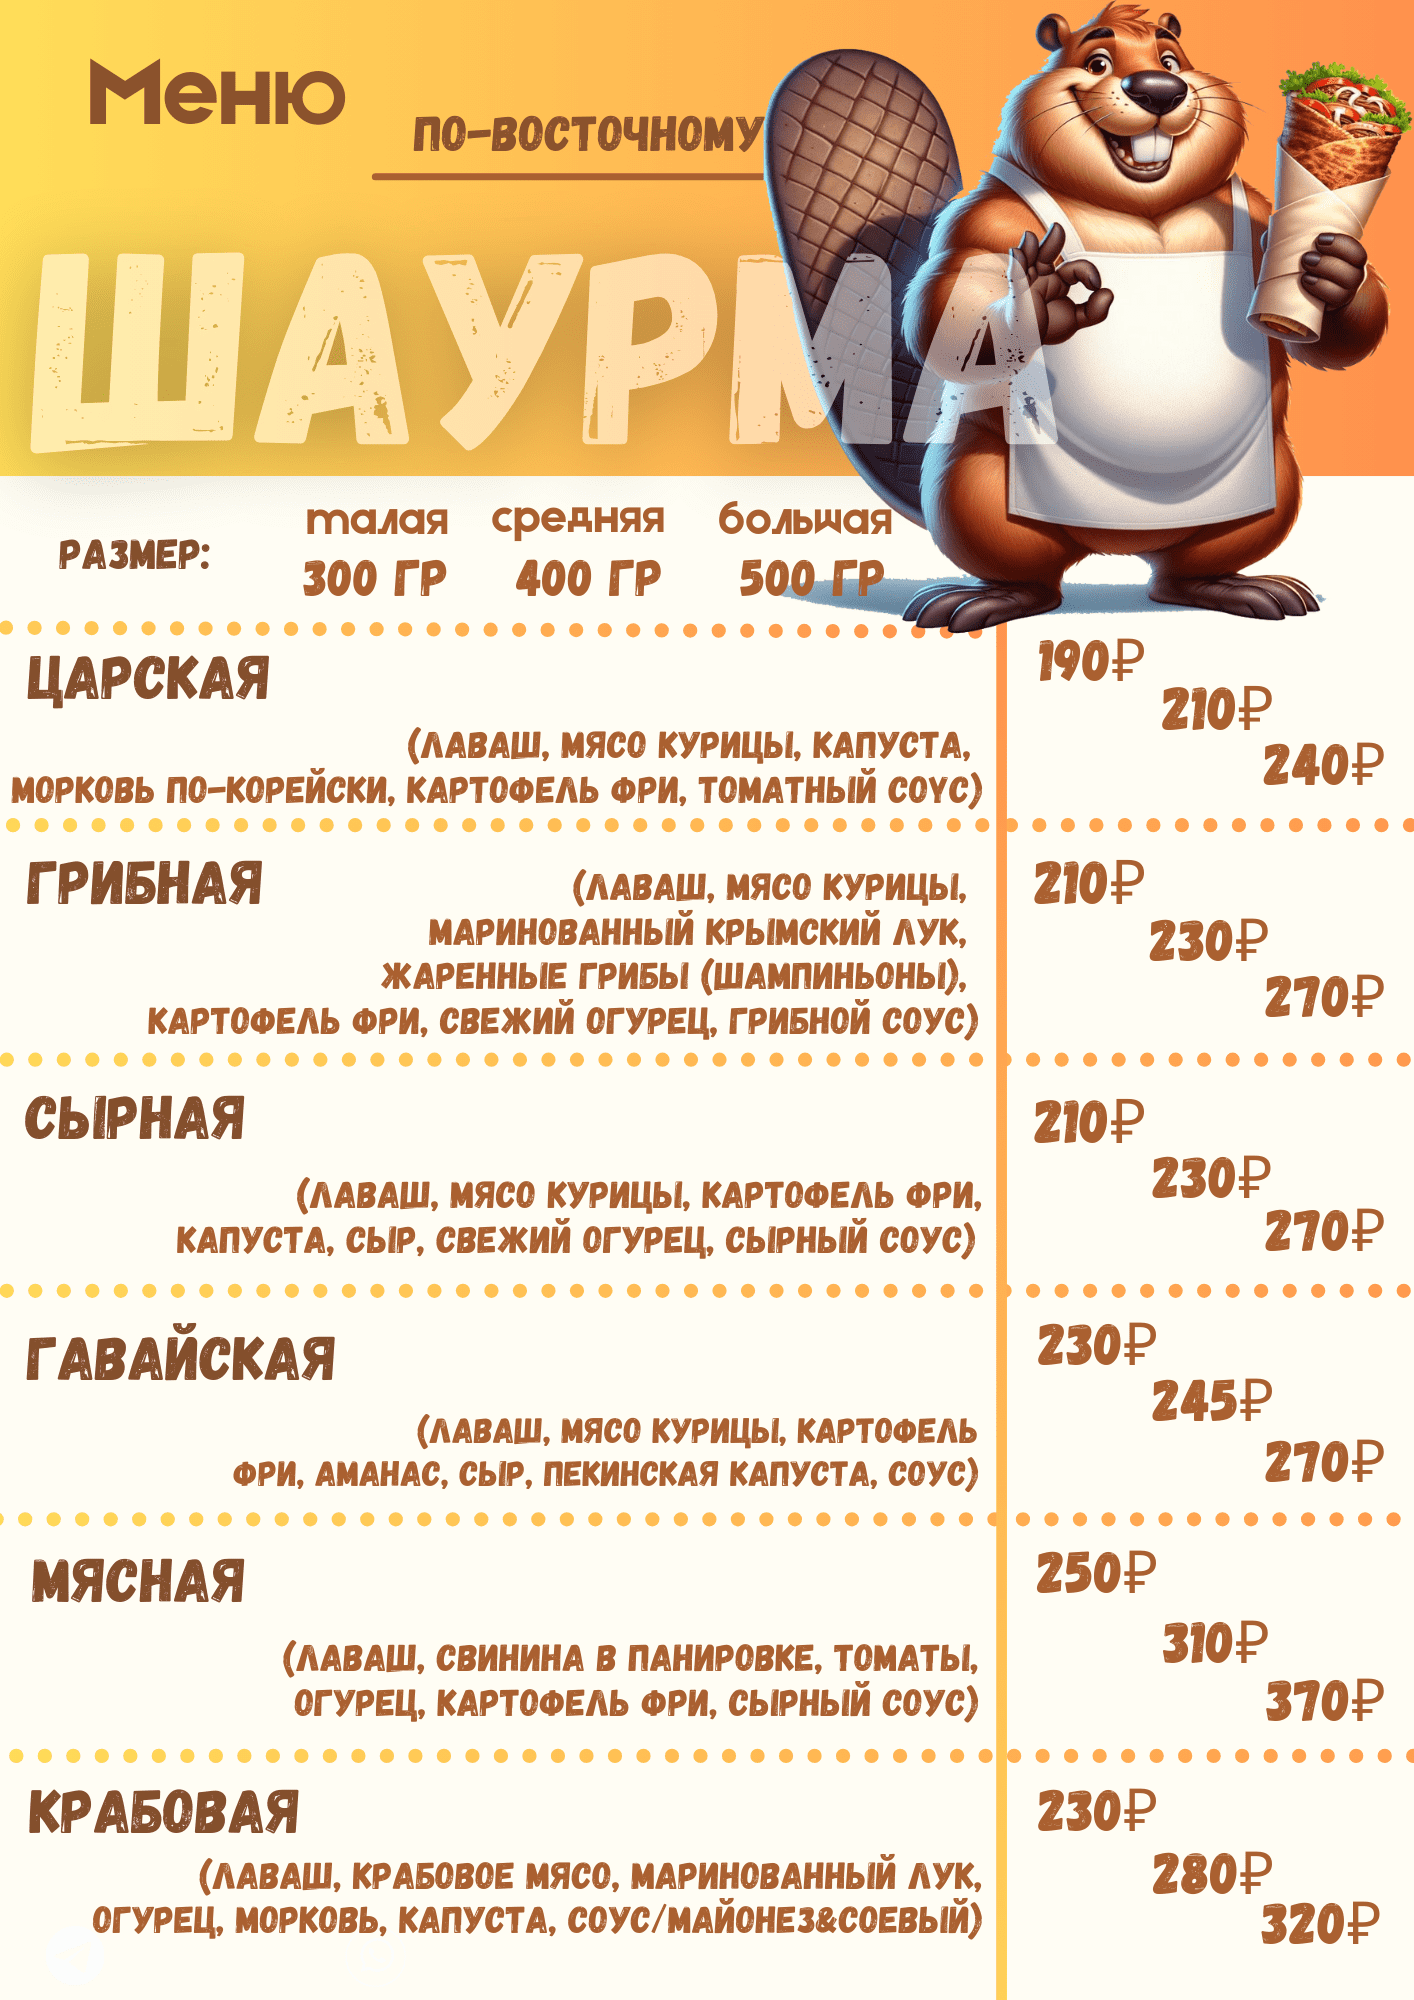 Меню
ПО-ВОСТОЧНОМУ
ШАУРМА
РАЗМЕР:
талая средняя большая
300 ГР 400 ГР 500 ГР
ЦАРСКАЯ
190₽
210₽
240₽
(ЛАВАШ, МЯСО КУРИЦЫ, КАПУСТА,
МОРКОВЬ ПО-КОРЕЙСКИ, КАРТОФЕЛЬ ФРИ, ТОМАТНЫЙ СОУС)
ГРИБНАЯ
(ЛАВАШ, МЯСО КУРИЦЫ,
МАРИНОВАННЫЙ КРЫМСКИЙ ЛУК,
ЖАРЕННЫЕ ГРИБЫ (ШАМПИНЬОНЫ),
КАРТОФЕЛЬ ФРИ, СВЕЖИЙ ОГУРЕЦ, ГРИБНОЙ СОУС)
210₽
230₽
270₽
СЫРНАЯ
(ЛАВАШ, МЯСО КУРИЦЫ, КАРТОФЕЛЬ ФРИ,
КАПУСТА, СЫР, СВЕЖИЙ ОГУРЕЦ, СЫРНЫЙ СОУС)
210₽
230₽
270₽
ГАВАЙСКАЯ
(ЛАВАШ, МЯСО КУРИЦЫ, КАРТОФЕЛЬ
ФРИ, АМАНАС, СЫР, ПЕКИНСКАЯ КАПУСТА, СОУС)
230₽
245₽
270₽
МЯСНАЯ
(ЛАВАШ, СВИНИНА В ПАНИРОВКЕ, ТОМАТЫ,
ОГУРЕЦ, КАРТОФЕЛЬ ФРИ, СЫРНЫЙ СОУС)
250₽
310₽
370₽
КРАБОВАЯ
(ЛАВАШ, КРАБОВОЕ МЯСО, МАРИНОВАННЫЙ ЛУК,
ОГУРЕЦ, МОРКОВЬ, КАПУСТА, СОУС/МАЙОНЕЗ&СОЕВЫЙ)
230₽
280₽
320₽